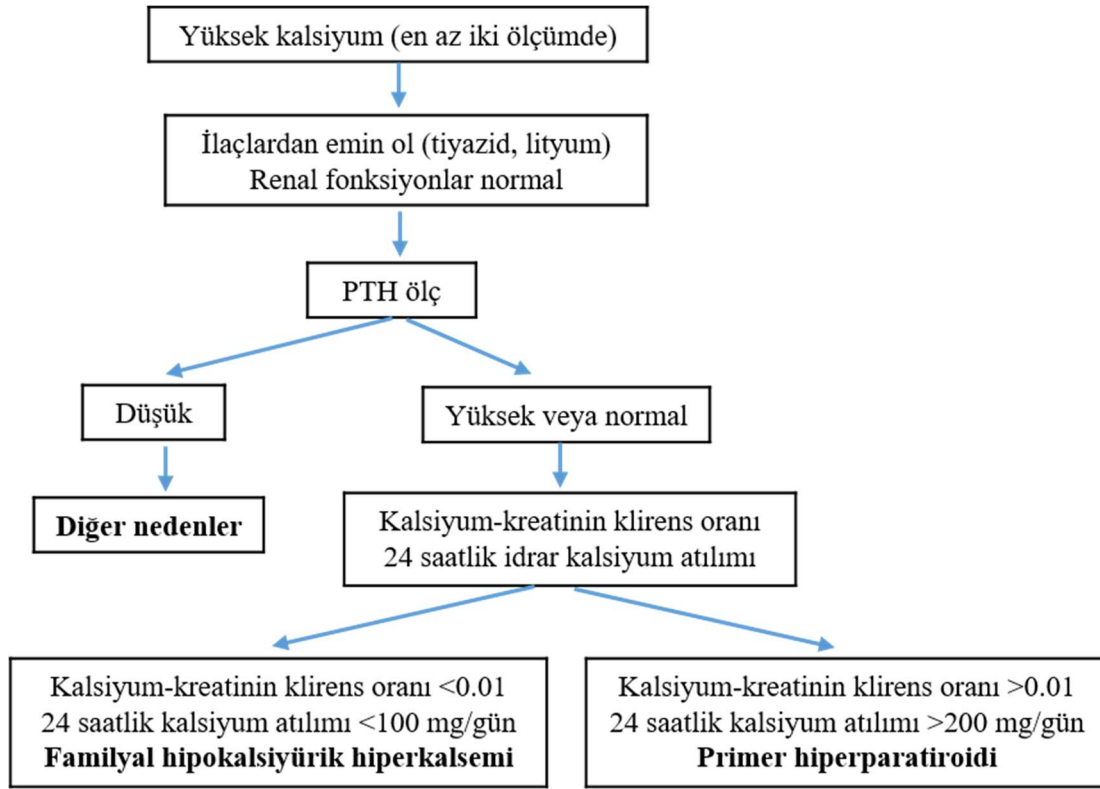 Yüksek kalsiyum (en az iki ölçümde)
İlaçlardan emin ol (tiyazid, lityum)
Renal fonksiyonlar normal
PTH ölç
Düşük
Yüksek veya normal
Diğer nedenler
Kalsiyum-kreatinin klirens oranı
24 saatlik idrar kalsiyum atılımı
Kalsiyum-kreatinin klirens oranı <0.01
24 saatlik kalsiyum atılımı <100 mg/gün
Familyal hipokalsiyürik hiperkalsemi
Kalsiyum-kreatinin klirens oranı >0.01
24 saatlik kalsiyum atılımı >200 mg/gün
Primer hiperparatiroidi